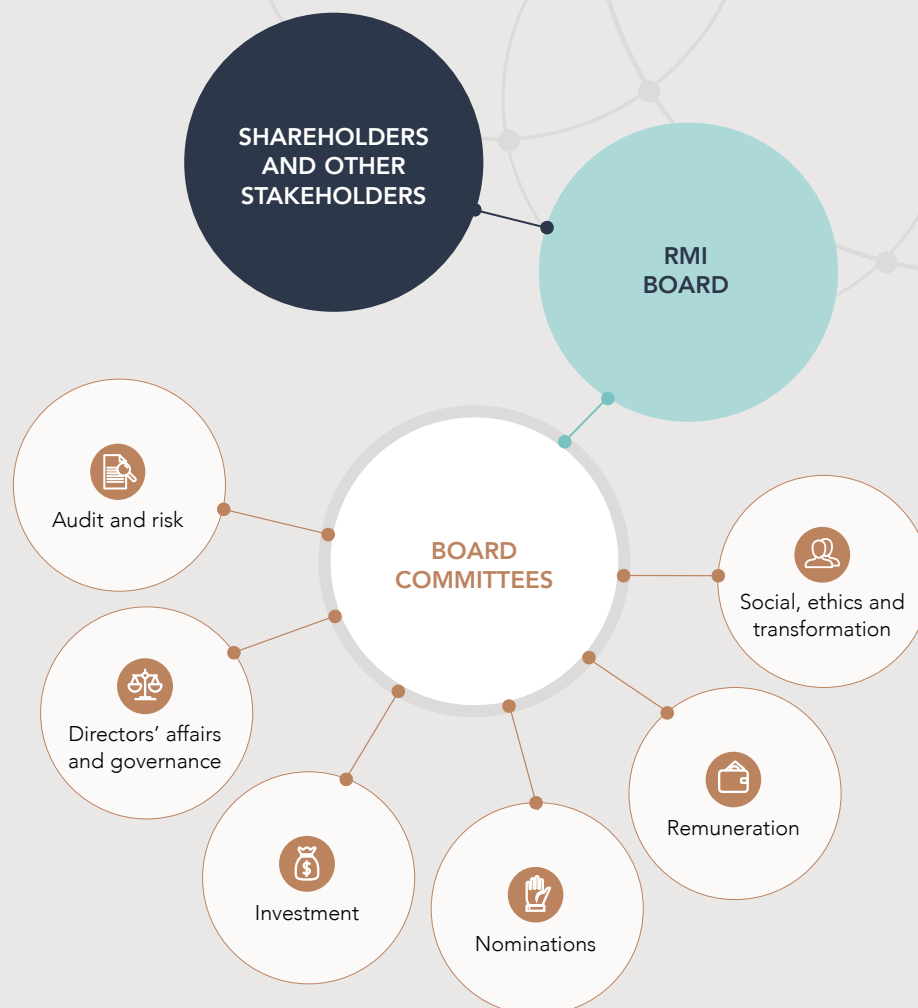 SHAREHOLDERS
AND OTHER
STAKEHOLDERS
RMI
BOARD
BOARD
COMMITTEES
Audit and risk
Directors’ affairs
and governance
Investment
Nominations
Remuneration
Social, ethics and
transformation